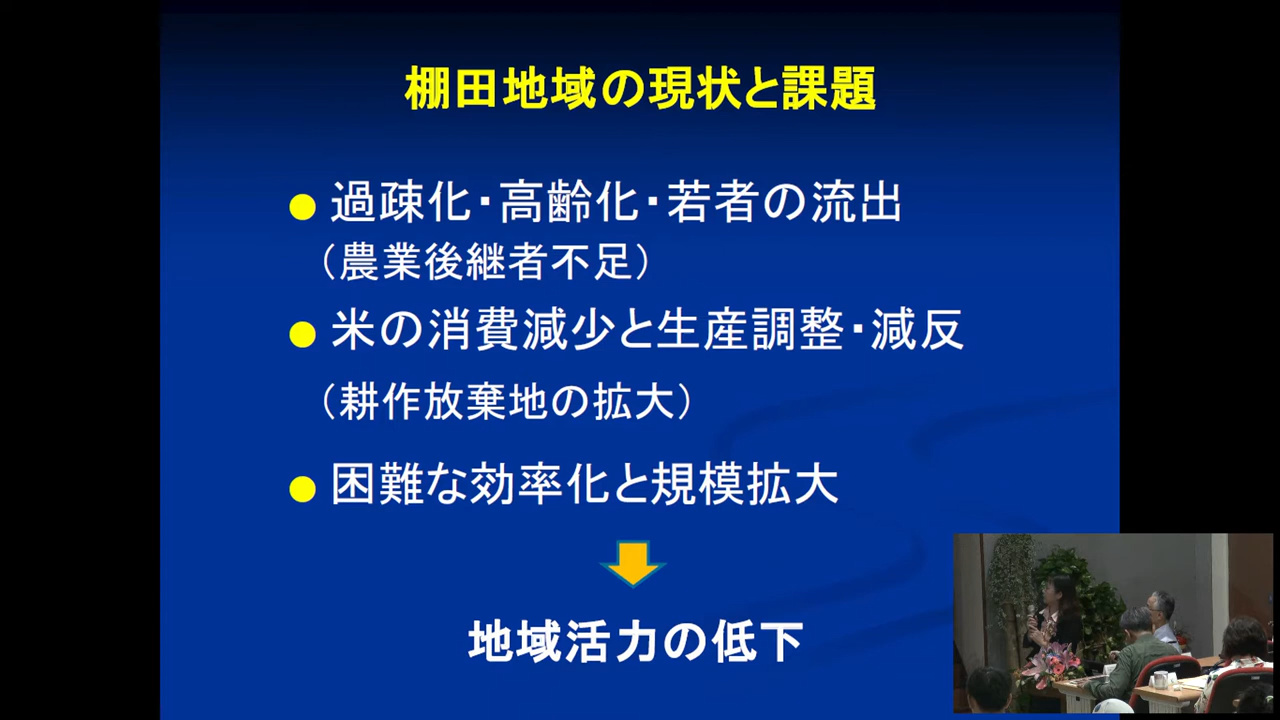 棚田地域の現状と課題
● 過疎化・高齢化・若者の流出
（農業後継者不足）
● 米の消費減少と生産調整・減反
（耕作放棄地の拡大）
● 困難な効率化と規模拡大
地域活力の低下